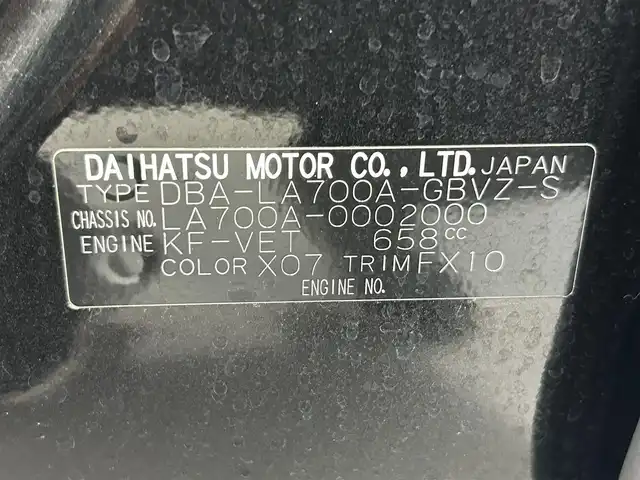 DAIHATSU MOTOR CO., LTD. JAPAN
TYPE DBA-LA700A-GBVZ-S
CHASSIS NO. LA700A-0002000
ENGINE KF-VET 658CC
COLOR X07 TRIM FX10
ENGINE NO.